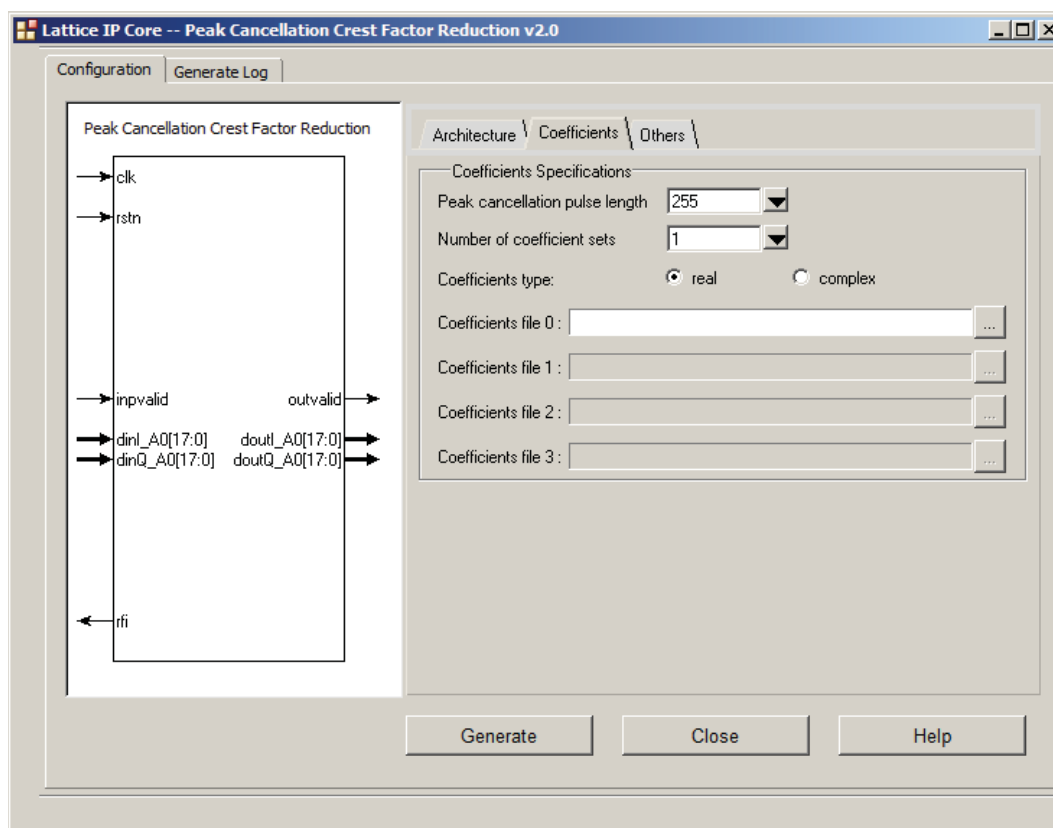 Lattice IP Core -- Peak Cancellation Crest Factor Reduction v2.0
Configuration Generate Log
Peak Cancellation Crest Factor Reduction
clk
rstn
inpvalid outvalid
dinI_A0[17:0] doutI_A0[17:0]
dinQ_A0[17:0] doutQ_A0[17:0]
rfi
Architecture Coefficients Others
Coefficients Specifications
Peak cancellation pulse length 255
Number of coefficient sets 1
Coefficients type: real complex
Coefficients file 0 : ...
Coefficients file 1 : ...
Coefficients file 2 : ...
Coefficients file 3 : ...
Generate Close Help